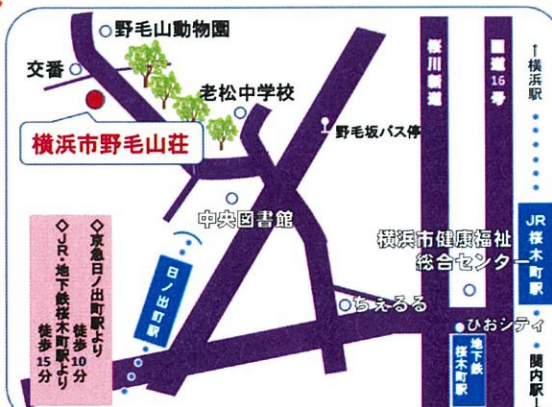 野毛山動物園
交番
老松中学校
横浜市野毛山荘
野毛坂バス停
桜川新道
国道16号
↑横浜駅
中央図書館
横浜市健康福祉
総合センター
JR桜木町駅
日ノ出町駅
ちぇるる
ぴおシティ
地下鉄
桜木町駅
関内駅↓
◇京急日ノ出町駅より
徒歩10分
◇JR・地下鉄桜木町駅より
徒歩15分